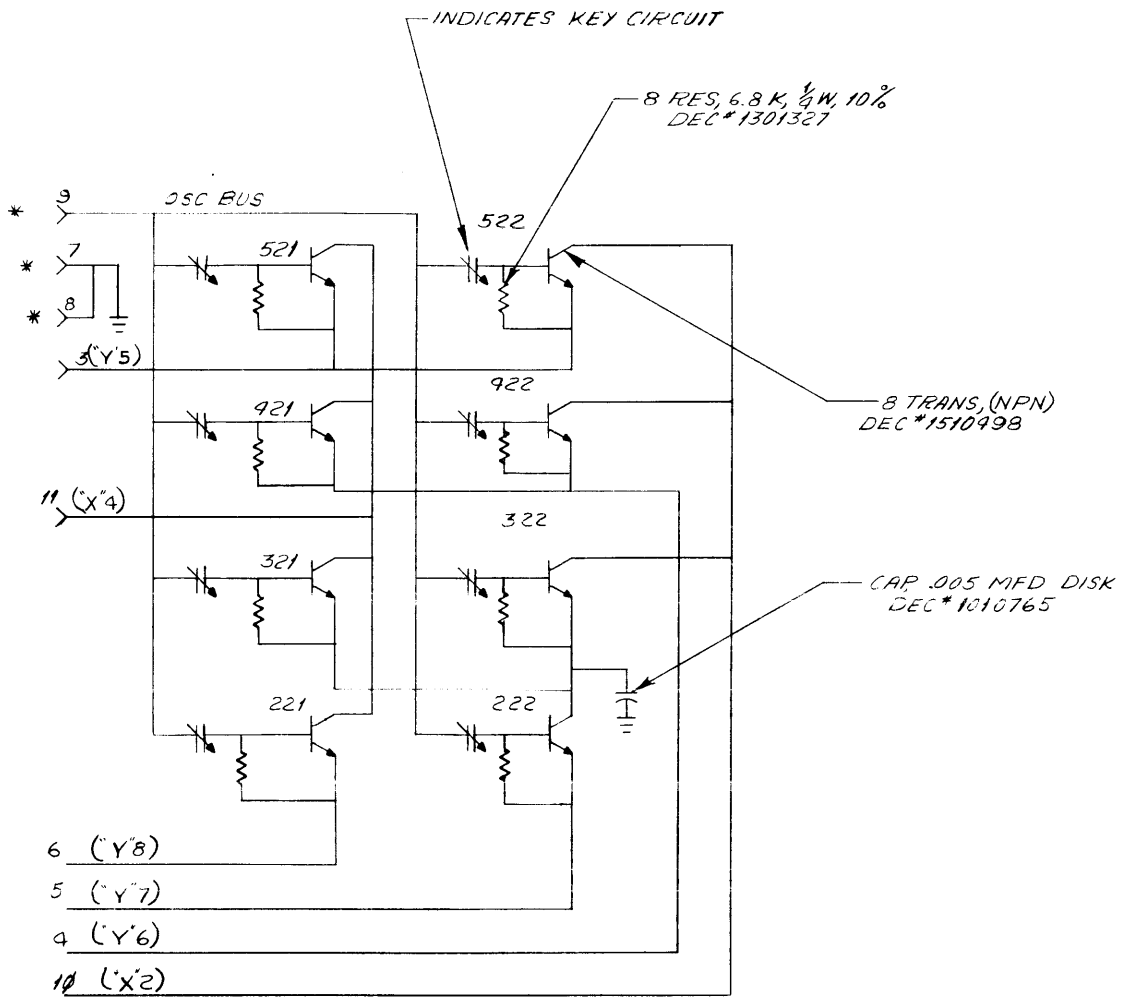 INDICATES KEY CIRCUIT
8 RES, 6.8 K, 1/4 W, 10%
DEC # 1301327
* 9
OSC BUS
522
* 7
521
* 8
3("Y"5)
422
421
8 TRANS, (NPN)
DEC # 1510498
11 ("X"4)
322
321
CAP, .005 MFD DISK
DEC # 1010765
221
222
6 ("Y"8)
5 ("Y"7)
4 ("Y"6)
10 ("X"2)